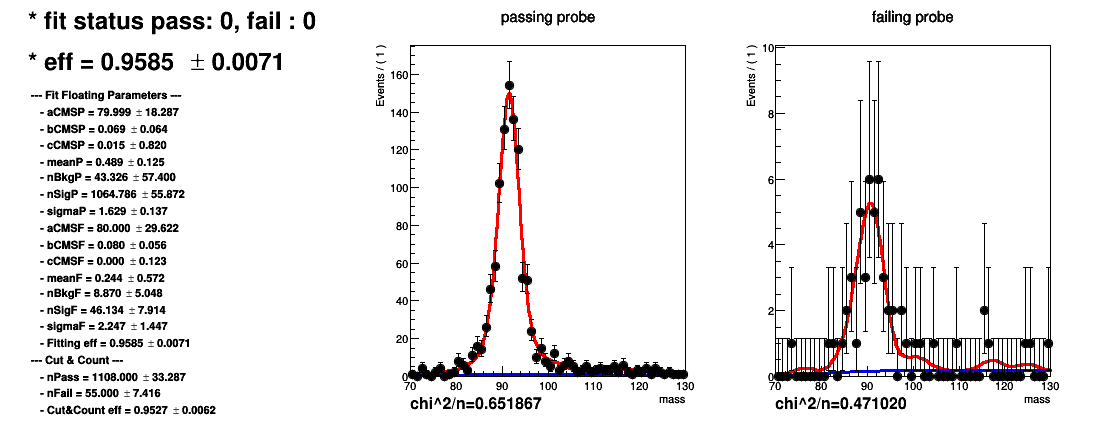 * fit status pass: 0, fail : 0
* eff = 0.9585 ± 0.0071
--- Fit Floating Parameters ---
- aCMSP = 79.999 ± 18.287
- bCMSP = 0.069 ± 0.064
- cCMSP = 0.015 ± 0.820
- meanP = 0.489 ± 0.125
- nBkgP = 43.326 ± 57.400
- nSigP = 1064.786 ± 55.872
- sigmaP = 1.629 ± 0.137
- aCMSF = 80.000 ± 29.622
- bCMSF = 0.080 ± 0.056
- cCMSF = 0.000 ± 0.123
- meanF = 0.244 ± 0.572
- nBkgF = 8.870 ± 5.048
- nSigF = 46.134 ± 7.914
- sigmaF = 2.247 ± 1.447
- Fitting eff = 0.9585 ± 0.0071
--- Cut & Count ---
- nPass = 1108.000 ± 33.287
- nFail = 55.000 ± 7.416
- Cut&Count eff = 0.9527 ± 0.0062
passing probe
Events / ( 1 )
160
140
120
100
80
60
40
20
0
70 80 90 100 110 120 130
mass
chi^2/n=0.651867
failing probe
Events / ( 1 )
10
8
6
4
2
0
70 80 90 100 110 120 130
mass
chi^2/n=0.471020